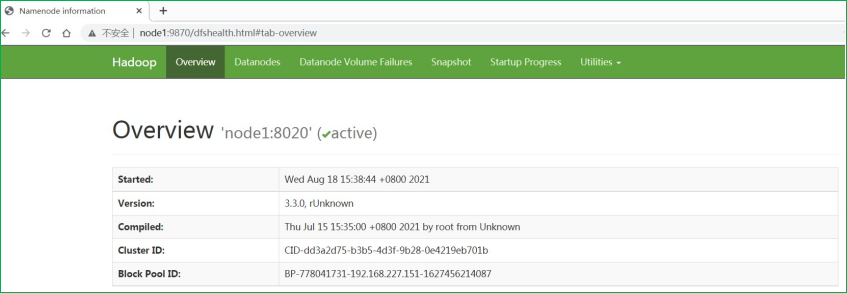 Namenode information
不安全 | node1:9870/dfshealth.html#tab-overview
Hadoop Overview Datanodes Datanode Volume Failures Snapshot Startup Progress Utilities
Overview 'node1:8020' (✔active)
Started: Wed Aug 18 15:38:44 +0800 2021
Version: 3.3.0, rUnknown
Compiled: Thu Jul 15 15:35:00 +0800 2021 by root from Unknown
Cluster ID: CID-dd3a2d75-b3b5-4d3f-9b28-0e4219eb701b
Block Pool ID: BP-778041731-192.168.227.151-1627456214087